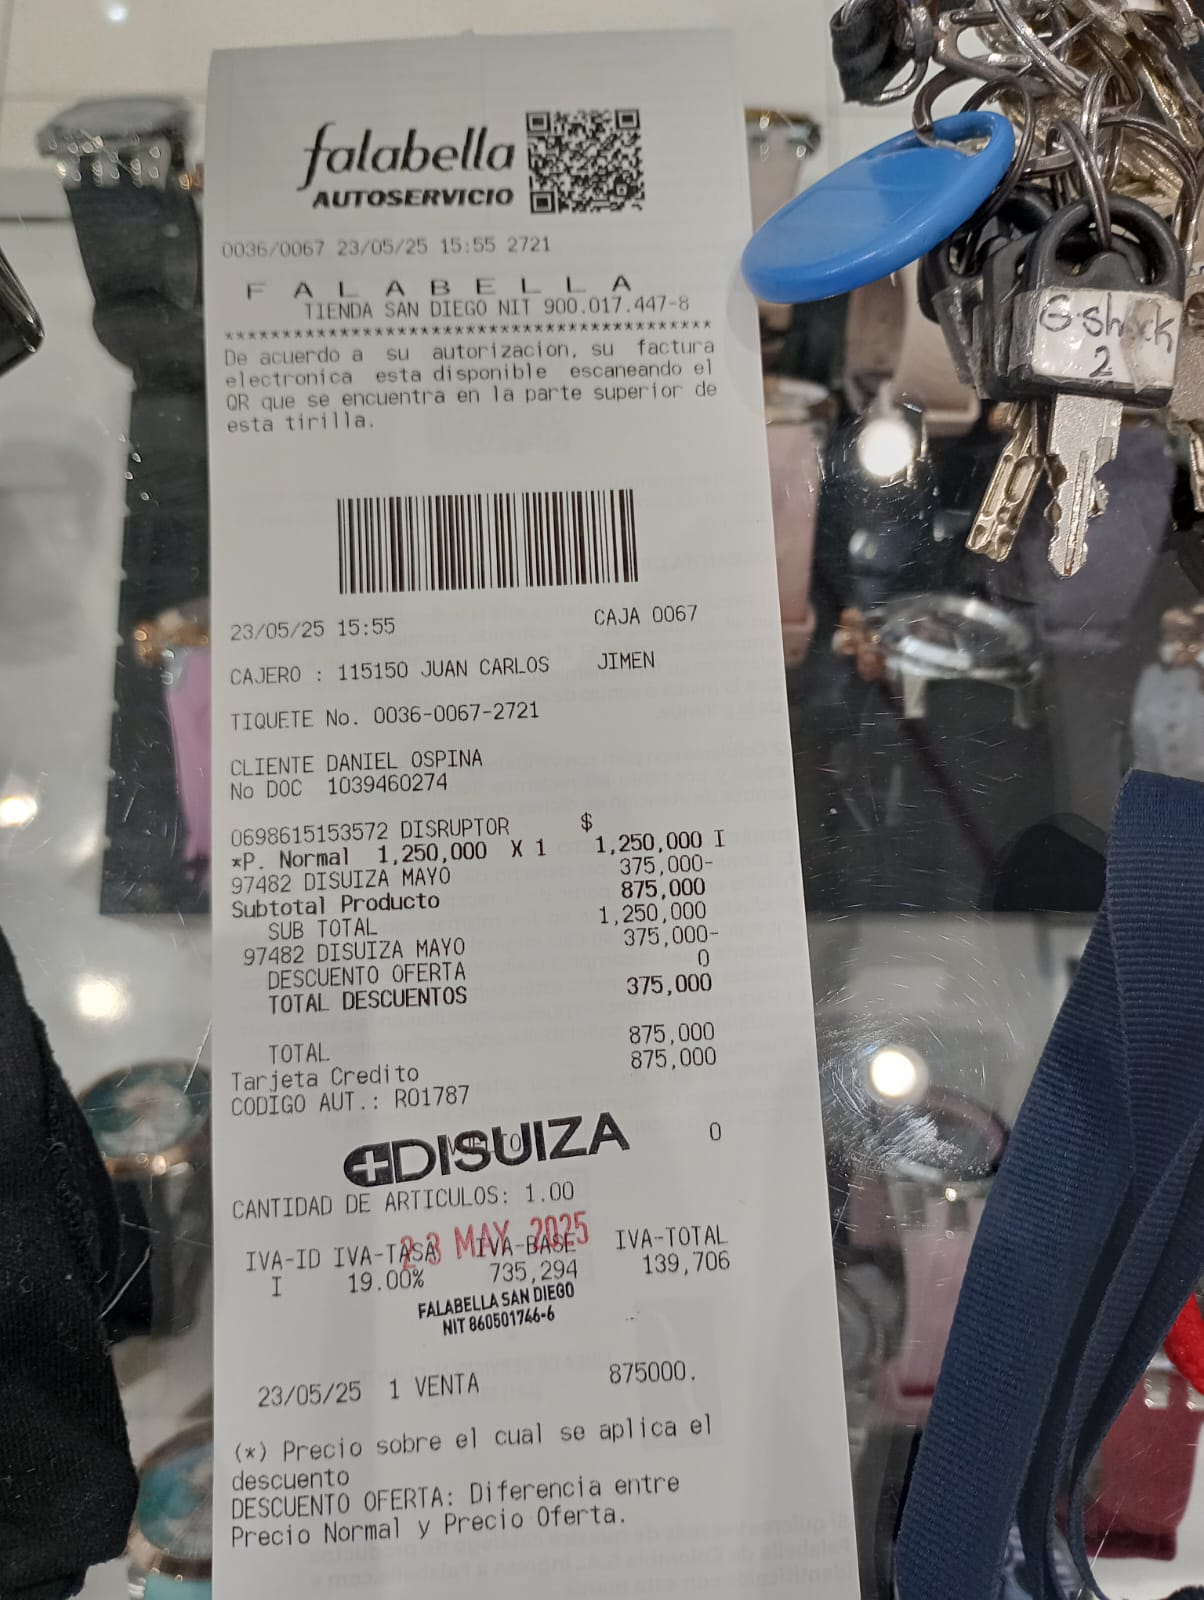 falabella
AUTOSERVICIO
0036/0067 23/05/25 15:55 2721
F A L A B E L L A
TIENDA SAN DIEGO NIT 900.017.447-8
******************************************
De acuerdo a su autorizacion, su factura
electronica esta disponible escaneando el
QR que se encuentra en la parte superior de
esta tirilla.
23/05/25 15:55 CAJA 0067
CAJERO : 115150 JUAN CARLOS JIMEN
TIQUETE No. 0036-0067-2721
CLIENTE DANIEL OSPINA
No DOC 1039460274
0698615153572 DISRUPTOR $
*P. Normal 1,250,000 X 1 1,250,000 I
97482 DISUIZA MAYO 375,000-
Subtotal Producto 875,000
SUB TOTAL 1,250,000
97482 DISUIZA MAYO 375,000-
DESCUENTO OFERTA 0
TOTAL DESCUENTOS 375,000
TOTAL 875,000
Tarjeta Credito 875,000
CODIGO AUT.: RO1787
DISUIZA 0
CANTIDAD DE ARTICULOS: 1.00
23 MAY 2025
IVA-ID IVA-TASA IVA-BASE IVA-TOTAL
I 19.00% 735,294 139,706
FALABELLA SAN DIEGO
NIT 860501746-6
23/05/25 1 VENTA 875000.
(*) Precio sobre el cual se aplica el
descuento
DESCUENTO OFERTA: Diferencia entre
Precio Normal y Precio Oferta.
G-shock
2